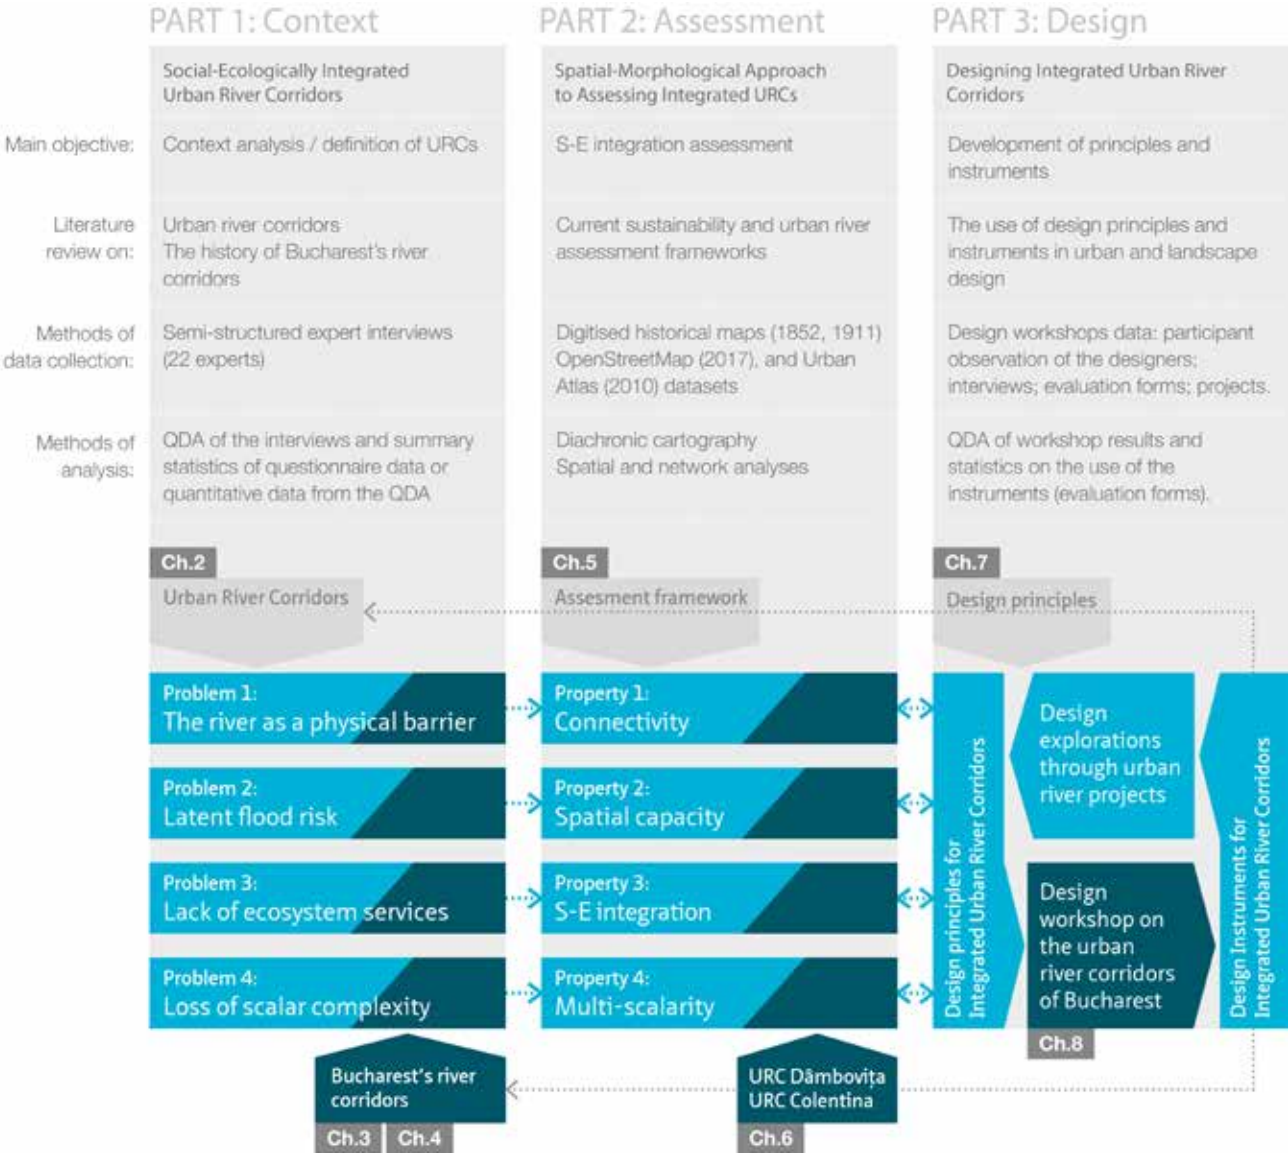 PART 1: Context
PART 2: Assessment
PART 3: Design
Social-Ecologically Integrated
Urban River Corridors
Spatial-Morphological Approach
to Assessing Integrated URCs
Designing Integrated Urban River
Corridors
Main objective:
Context analysis / definition of URCs
S-E integration assessment
Development of principles and
instruments
Literature
review on:
Urban river corridors
The history of Bucharest's river
corridors
Current sustainability and urban river
assessment frameworks
The use of design principles and
instruments in urban and landscape
design
Methods of
data collection:
Semi-structured expert interviews
(22 experts)
Digitised historical maps (1852, 1911)
OpenStreetMap (2017), and Urban
Atlas (2010) datasets
Design workshops data: participant
observation of the designers;
interviews; evaluation forms; projects.
Methods of
analysis:
QDA of the interviews and summary
statistics of questionnaire data or
quantitative data from the QDA
Diachronic cartography
Spatial and network analyses
QDA of workshop results and
statistics on the use of the
instruments (evaluation forms).
Ch.2
Urban River Corridors
Ch.5
Assesment framework
Ch.7
Design principles
Problem 1:
The river as a physical barrier
Problem 2:
Latent flood risk
Problem 3:
Lack of ecosystem services
Problem 4:
Loss of scalar complexity
Property 1:
Connectivity
Property 2:
Spatial capacity
Property 3:
S-E integration
Property 4:
Multi-scalarity
Design principles for
Integrated Urban River Corridors
Design
explorations
through urban
river projects
Design
workshop on
the urban
river corridors
of Bucharest
Ch.8
Design Instruments for
Integrated Urban River Corridors
Bucharest's river
corridors
Ch.3
Ch.4
URC Dâmbovița
URC Colentina
Ch.6